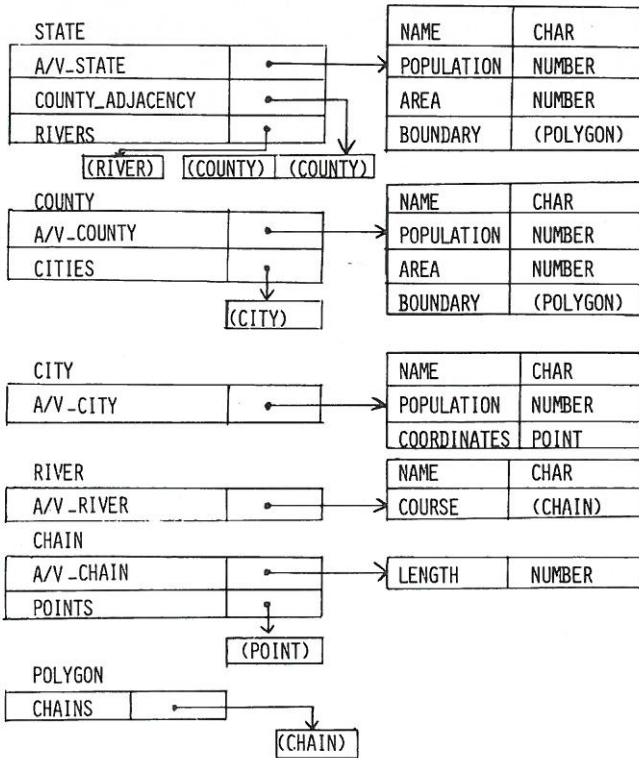 STATE
A/V_STATE
COUNTY_ADJACENCY
RIVERS
(RIVER) (COUNTY) (COUNTY)
NAME CHAR
POPULATION NUMBER
AREA NUMBER
BOUNDARY (POLYGON)
COUNTY
A/V_COUNTY
CITIES
(CITY)
NAME CHAR
POPULATION NUMBER
AREA NUMBER
BOUNDARY (POLYGON)
CITY
A/V_CITY
NAME CHAR
POPULATION NUMBER
COORDINATES POINT
RIVER
A/V_RIVER
NAME CHAR
COURSE (CHAIN)
CHAIN
A/V_CHAIN
POINTS
(POINT)
LENGTH NUMBER
POLYGON
CHAINS
(CHAIN)